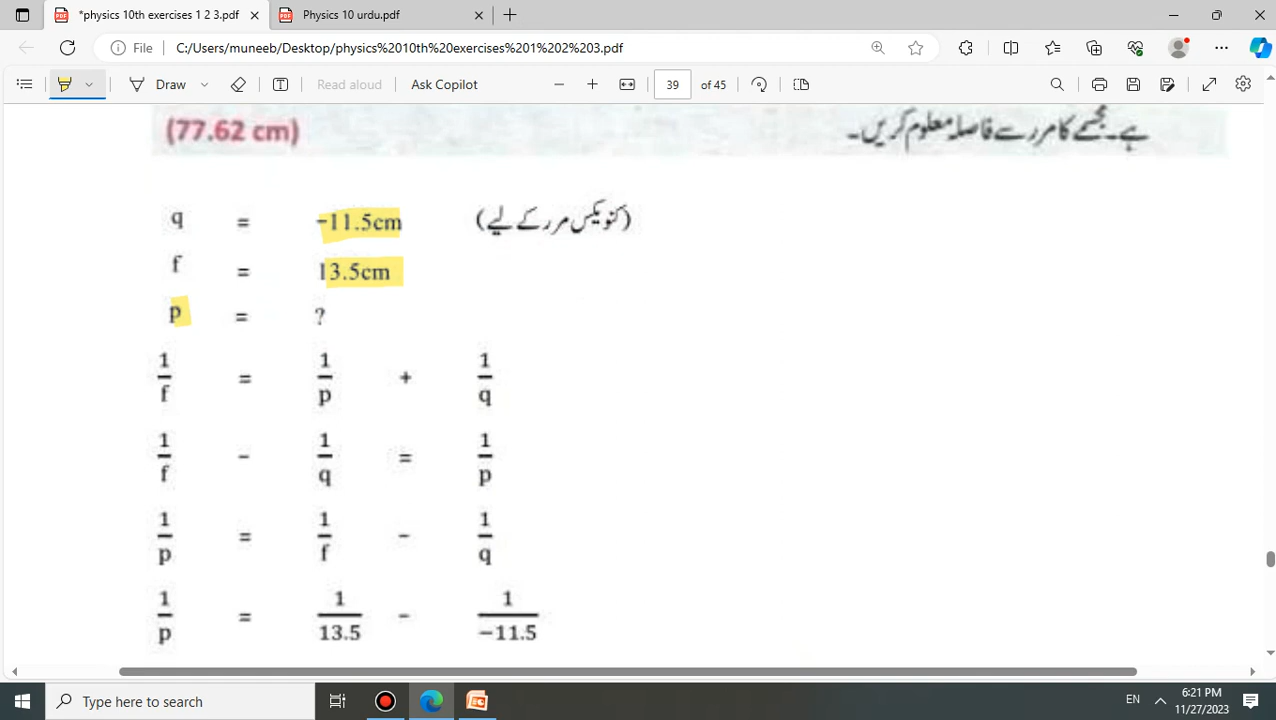 *physics 10th exercises 1 2 3.pdf
Physics 10 urdu.pdf
File
C:/Users/muneeb/Desktop/physics%2010th%20exercises%201%202%203.pdf
Draw
Read aloud
Ask Copilot
39 of 45
(77.62 cm) ہے۔ مجسمے کا مرر سے فاصلہ معلوم کریں۔
q = -11.5cm (کنویکس مرر کے لیے)
f = 13.5cm
p = ?
1/f = 1/p + 1/q
1/f - 1/q = 1/p
1/p = 1/f - 1/q
1/p = 1/13.5 - 1/-11.5
Type here to search
EN
6:21 PM
11/27/2023